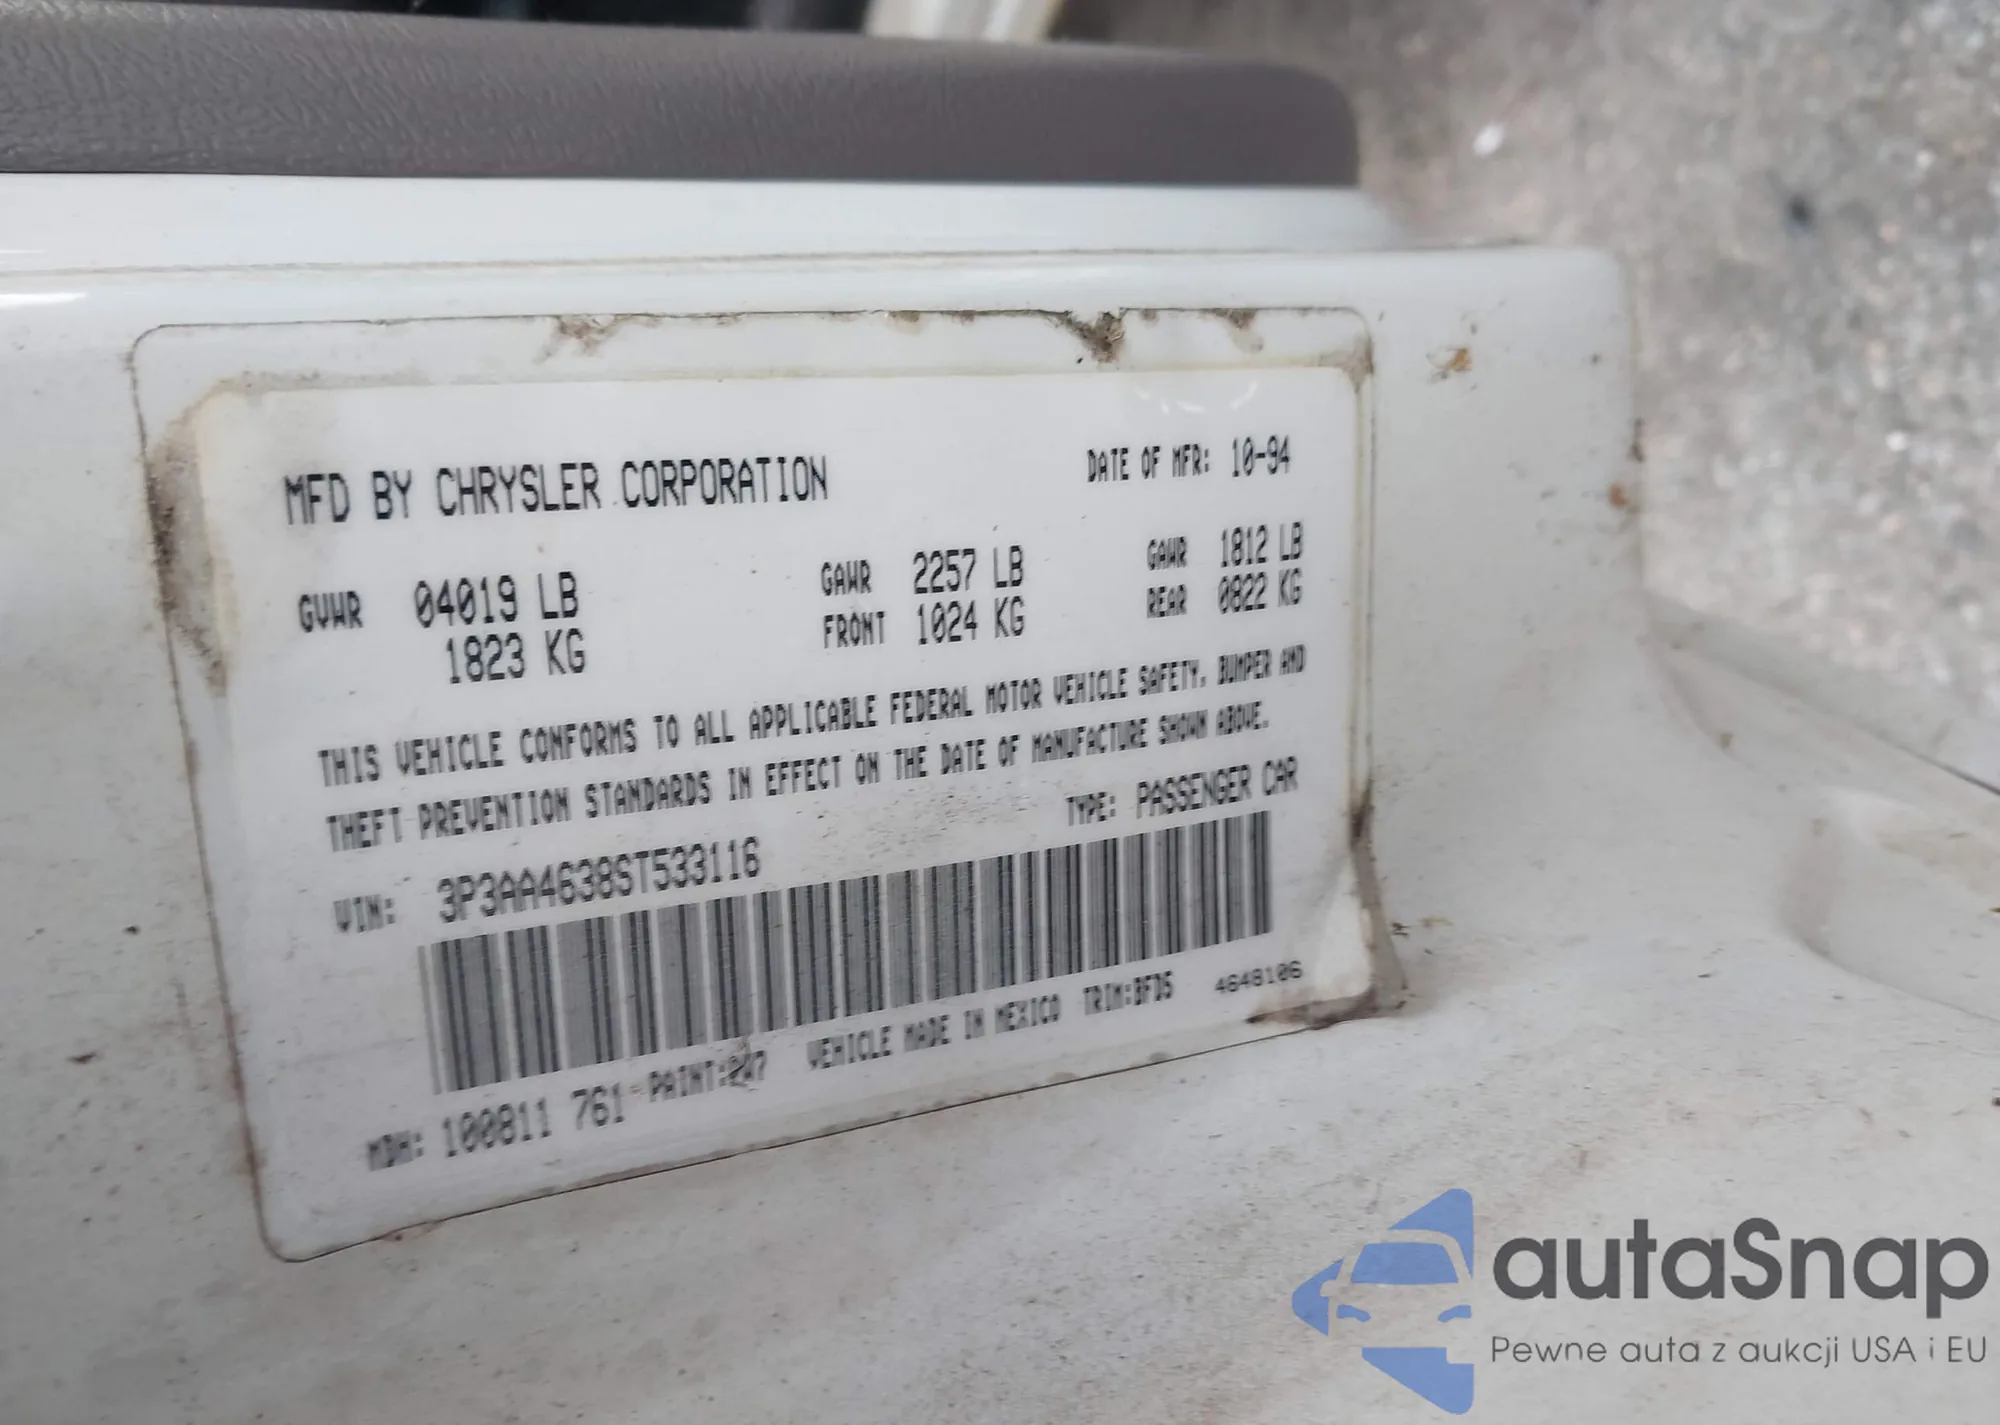 MFD BY CHRYSLER CORPORATION
DATE OF MFR: 10-94
GVWR 04019 LB
1823 KG
GAWR 2257 LB
FRONT 1024 KG
GAWR 1812 LB
REAR 0822 KG
THIS VEHICLE CONFORMS TO ALL APPLICABLE FEDERAL MOTOR VEHICLE SAFETY, BUMPER AND
THEFT PREVENTION STANDARDS IN EFFECT ON THE DATE OF MANUFACTURE SHOWN ABOVE.
TYPE: PASSENGER CAR
VIN: 3P3AA4638ST533116
MDH: 100811 761 PAINT: VEHICLE MADE IN MEXICO TRIM:BFD5 4648106
autaSnap
Pewne auta z aukcji USA i EU